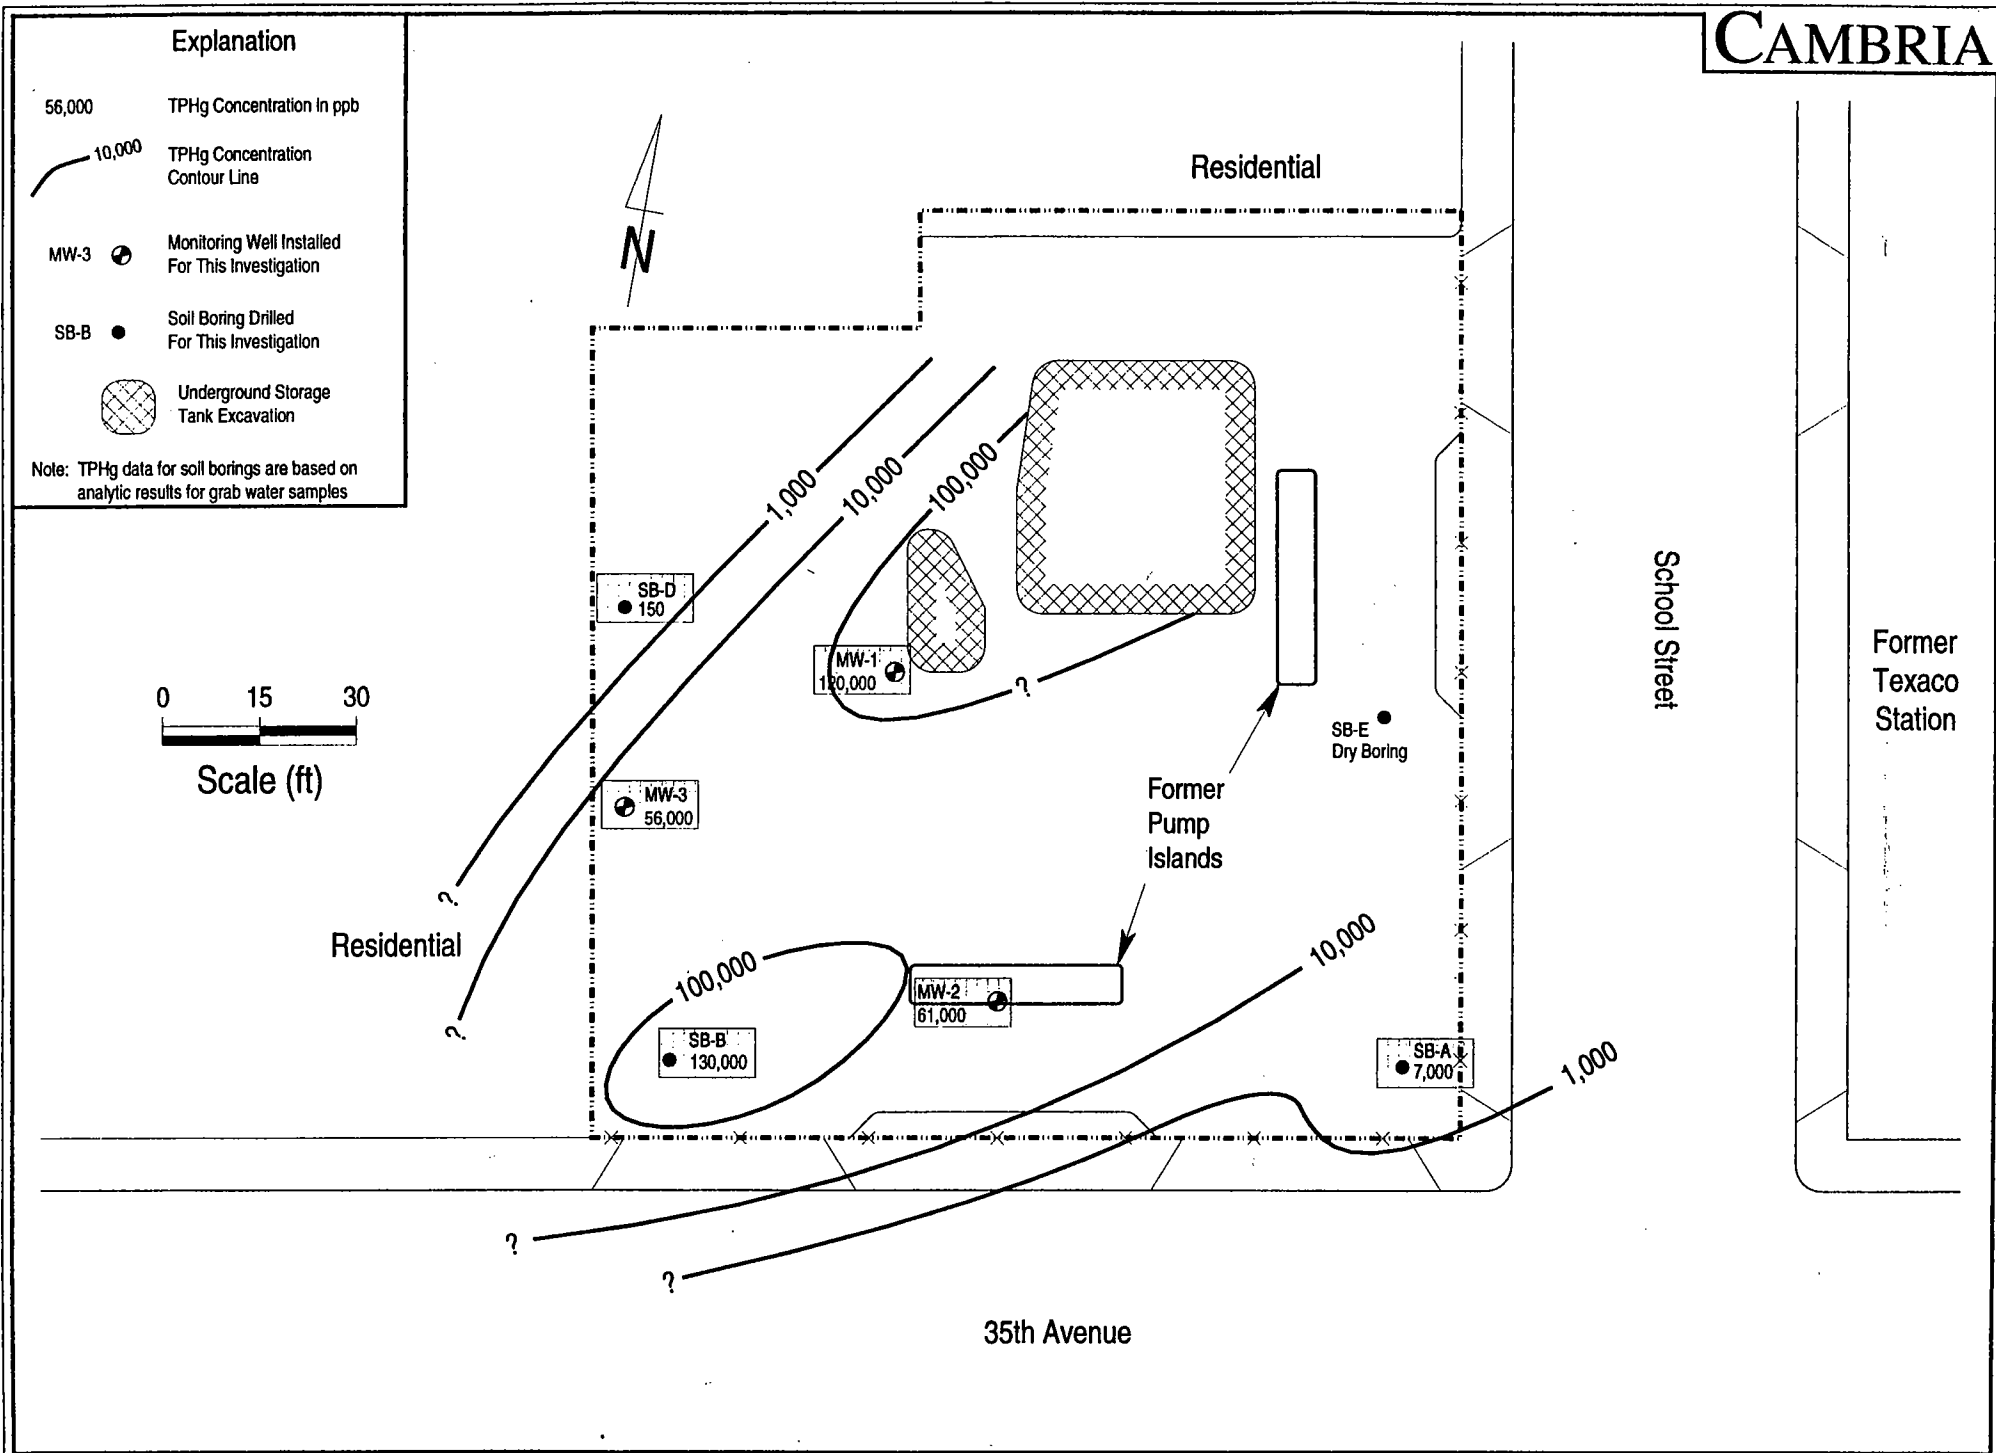 CAMBRIA
Explanation
56,000 TPHg Concentration in ppb
10,000 TPHg Concentration
Contour Line
MW-3 Monitoring Well Installed
For This Investigation
SB-B Soil Boring Drilled
For This Investigation
Underground Storage
Tank Excavation
Note: TPHg data for soil borings are based on
analytic results for grab water samples
N
Residential
1,000
10,000
100,000
SB-D
150
MW-1
120,000
?
0 15 30
Scale (ft)
SB-E
Dry Boring
School Street
Former
Texaco
Station
MW-3
56,000
Former
Pump
Islands
?
Residential
?
100,000
10,000
MW-2
61,000
SB-B
130,000
SB-A
7,000
1,000
?
?
35th Avenue